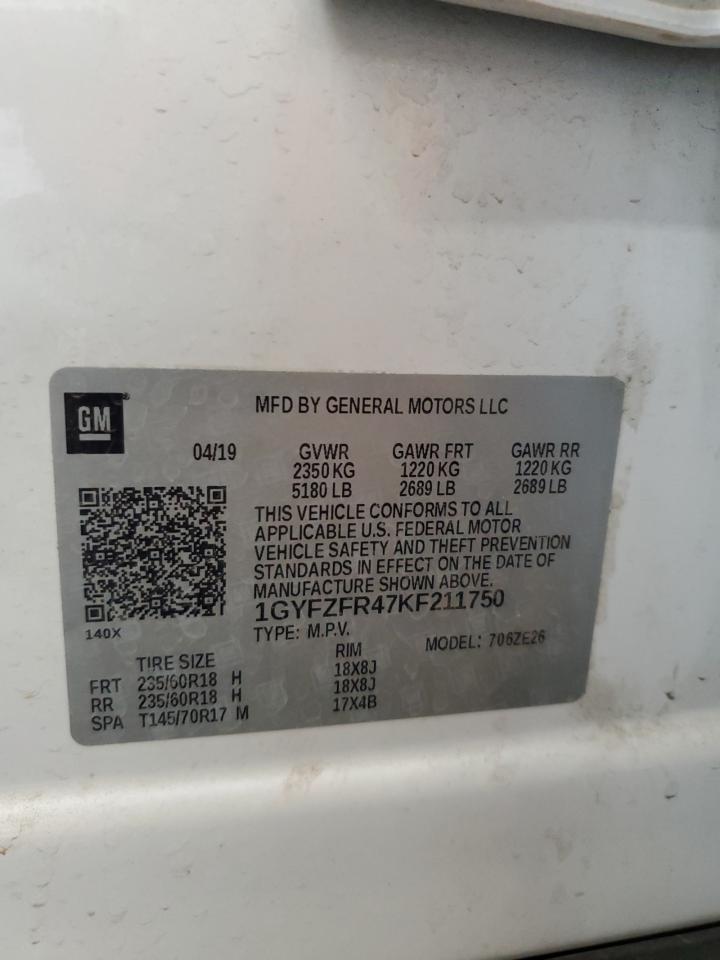 GM
MFD BY GENERAL MOTORS LLC
04/19 GVWR GAWR FRT GAWR RR
2350 KG 1220 KG 1220 KG
5180 LB 2689 LB 2689 LB
THIS VEHICLE CONFORMS TO ALL
APPLICABLE U.S. FEDERAL MOTOR
VEHICLE SAFETY AND THEFT PREVENTION
STANDARDS IN EFFECT ON THE DATE OF
MANUFACTURE SHOWN ABOVE.
1GYFZFR47KF211750
140X
TYPE: M.P.V. MODEL: 706ZE26
TIRE SIZE RIM
FRT 235/60R18 H 18X8J
RR 235/60R18 H 18X8J
SPA T145/70R17 M 17X4B